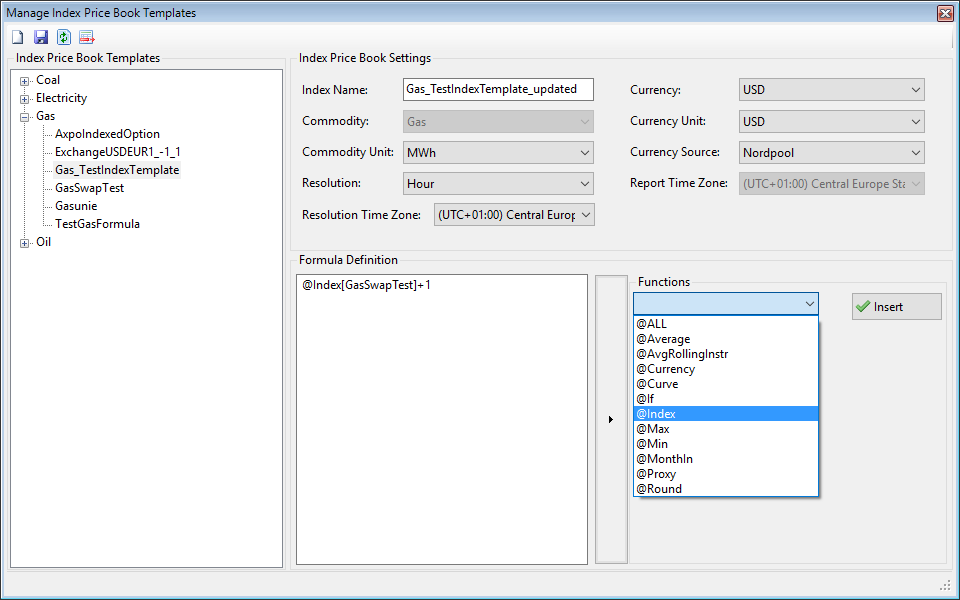 Manage Index Price Book Templates
Index Price Book Templates
Coal
Electricity
Gas
AxpoIndexedOption
ExchangeUSDEUR1_-1_1
Gas_TestIndexTemplate
GasSwapTest
Gasunie
TestGasFormula
Oil
Index Price Book Settings
Index Name: Gas_TestIndexTemplate_updated
Commodity: Gas
Commodity Unit: MWh
Resolution: Hour
Resolution Time Zone: (UTC+01:00) Central Europ
Currency: USD
Currency Unit: USD
Currency Source: Nordpool
Report Time Zone: (UTC+01:00) Central Europe Sta
Formula Definition
@Index[GasSwapTest]+1
Functions
Insert
@ALL
@Average
@AvgRollingInstr
@Currency
@Curve
@If
@Index
@Max
@Min
@MonthIn
@Proxy
@Round